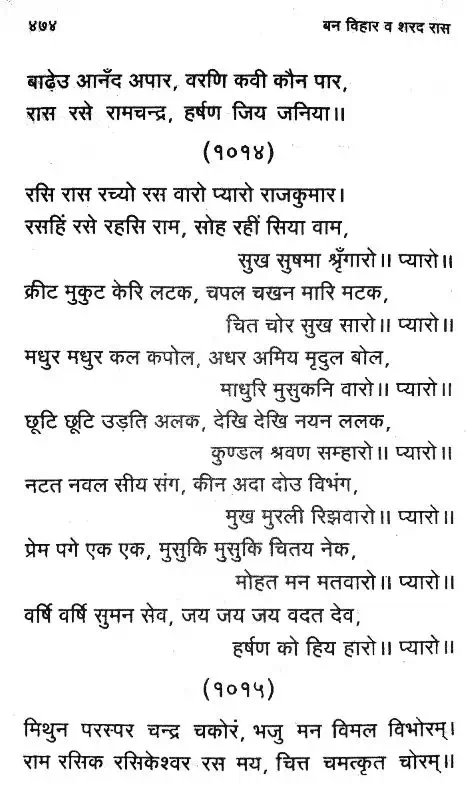 ४७४ बन विहार व शरद रास
बाढ़ेउ आनँद अपार, वरणि कवी कौन पार,
रास रसे रामचन्द्र, हर्षण जिय जनिया॥
(१०१४)
रसि रास रच्यो रस वारो प्यारो राजकुमार।
रसहिं रसे रहसि राम, सोह रहीं सिया वाम,
सुख सुषमा श्रृँगारो॥ प्यारो॥
क्रीट मुकुट केरि लटक, चपल चखन मारि मटक,
चित चोर सुख सारो॥ प्यारो॥
मधुर मधुर कल कपोल, अधर अमिय मृदुल बोल,
माधुरि मुसुकनि वारो॥ प्यारो॥
छूटि छूटि उड़ति अलक, देखि देखि नयन ललक,
कुण्डल श्रवण सम्हारो॥ प्यारो॥
नटत नवल सीय संग, कीन अदा दोउ विभंग,
मुख मुरली रिझवारो॥ प्यारो॥
प्रेम पगे एक एक, मुसुकि मुसुकि चितय नेक,
मोहत मन मतवारो॥ प्यारो॥
वर्षि वर्षि सुमन सेव, जय जय जय वदत देव,
हर्षण को हिय हारो॥ प्यारो॥
(१०१५)
मिथुन परस्पर चन्द्र चकोरं, भजु मन विमल विभोरम्।
राम रसिक रसिकेश्वर रस मय, चित्त चमत्कृत चोरम्॥